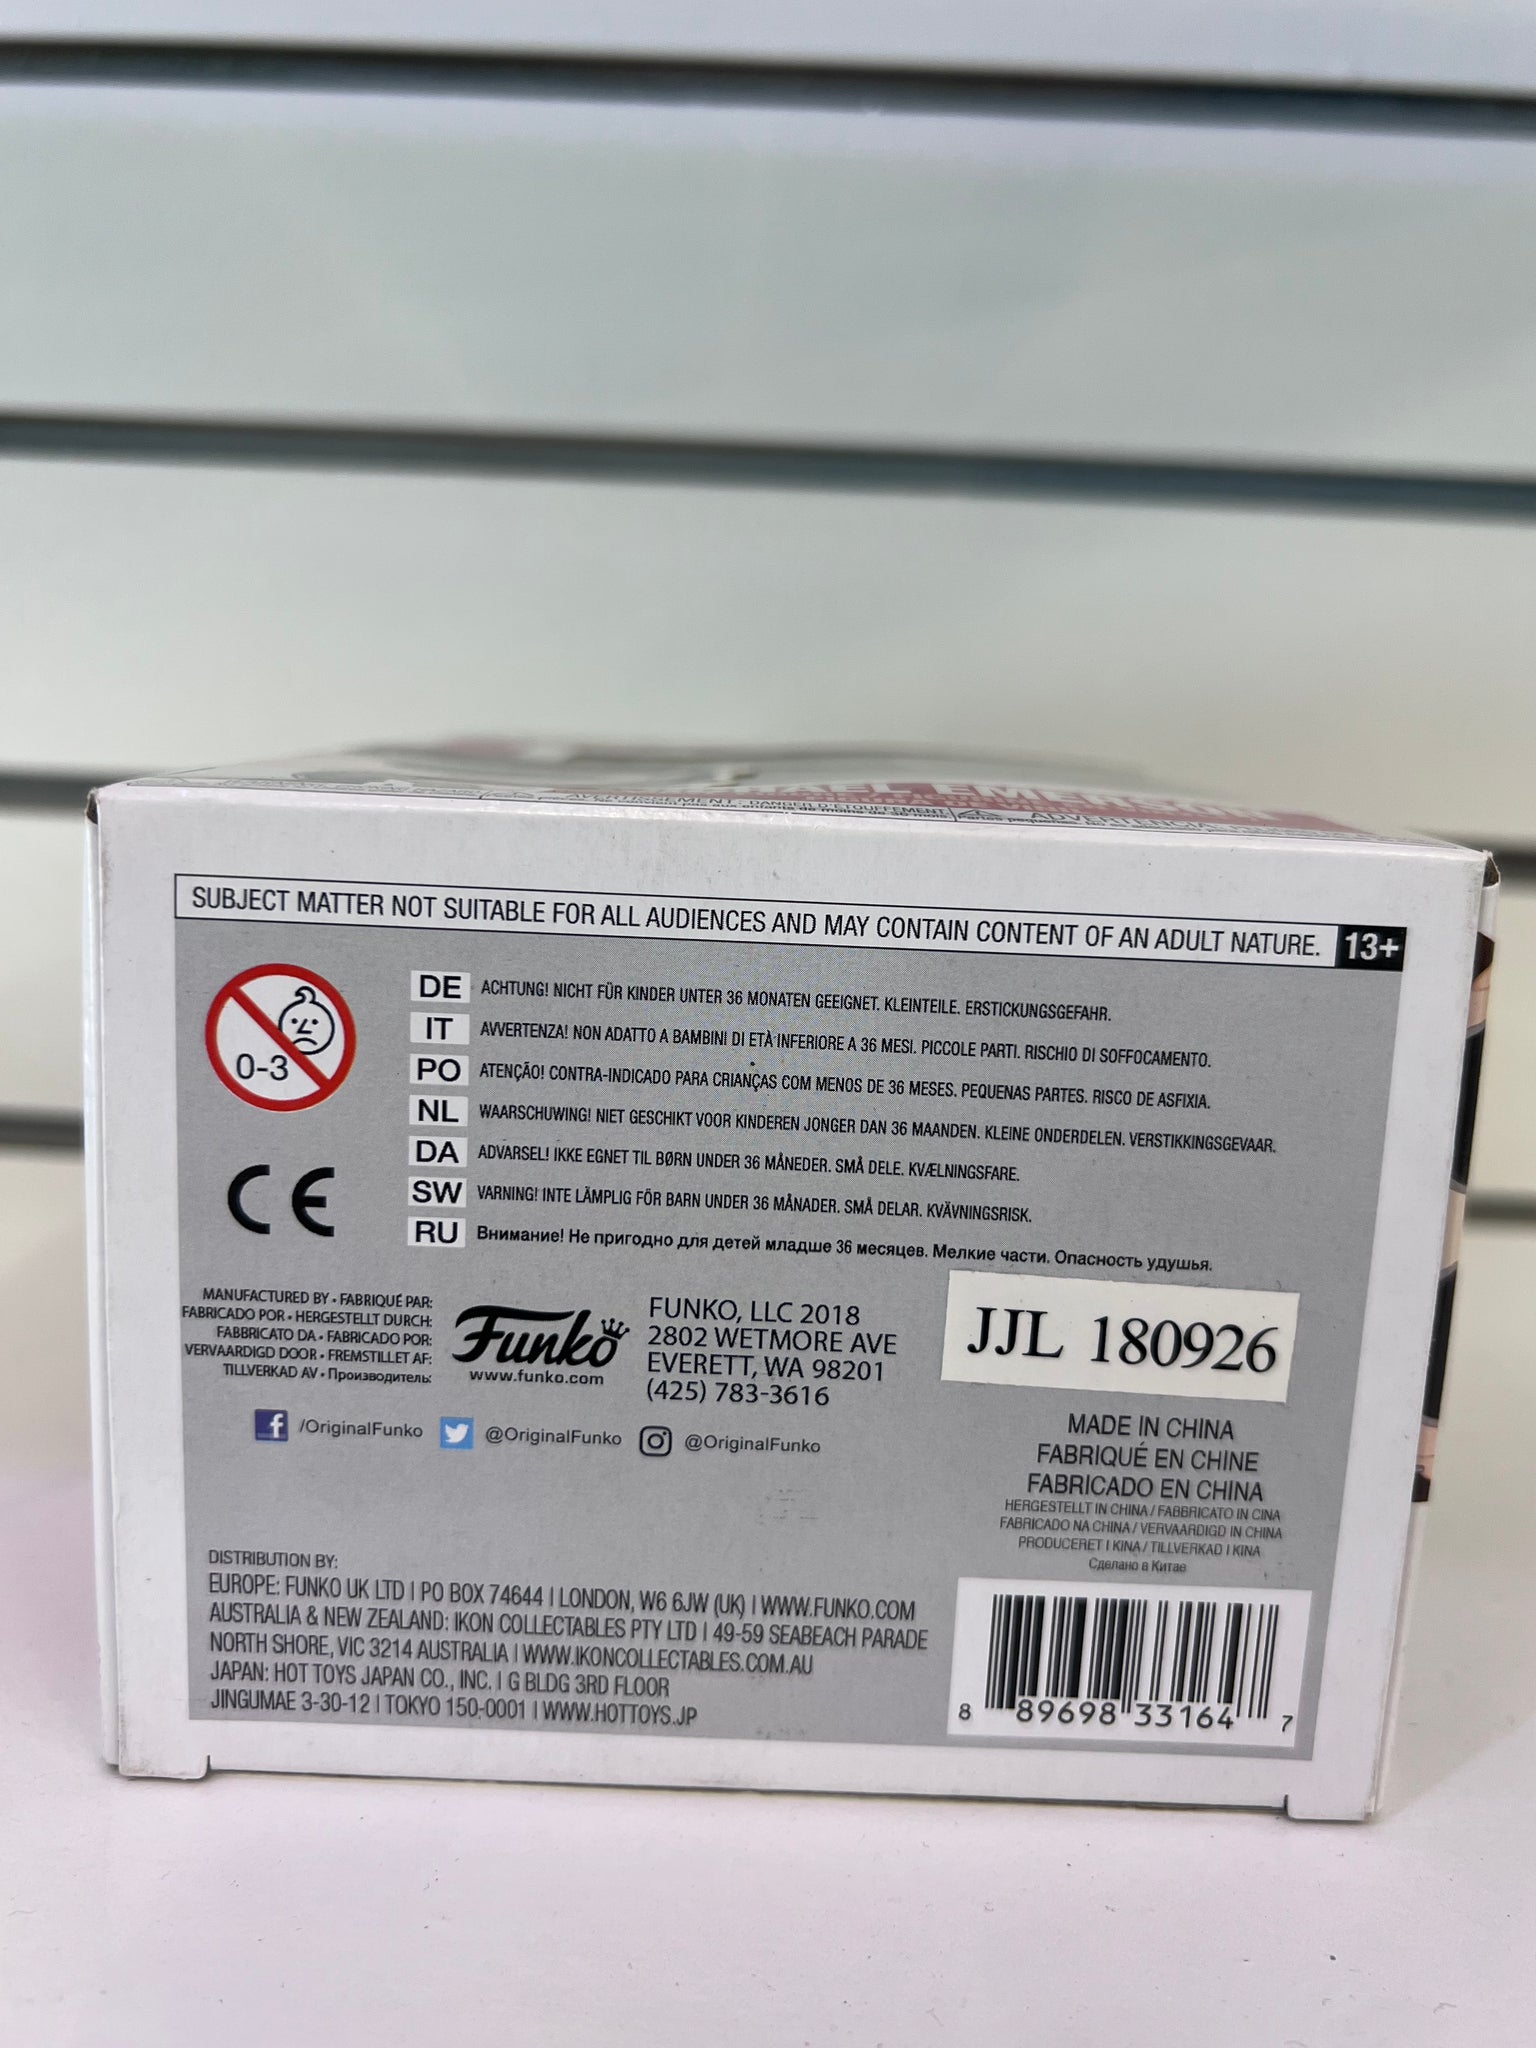 EMERSON
AVERTISSEMENT : DANGER D'ÉTOUFFEMENT
SUBJECT MATTER NOT SUITABLE FOR ALL AUDIENCES AND MAY CONTAIN CONTENT OF AN ADULT NATURE. 13+
0-3
DE ACHTUNG! NICHT FÜR KINDER UNTER 36 MONATEN GEEIGNET. KLEINTEILE. ERSTICKUNGSGEFAHR.
IT AVVERTENZA! NON ADATTO A BAMBINI DI ETÀ INFERIORE A 36 MESI. PICCOLE PARTI. RISCHIO DI SOFFOCAMENTO.
PO ATENÇÃO! CONTRA-INDICADO PARA CRIANÇAS COM MENOS DE 36 MESES. PEQUENAS PARTES. RISCO DE ASFIXIA.
NL WAARSCHUWING! NIET GESCHIKT VOOR KINDEREN JONGER DAN 36 MAANDEN. KLEINE ONDERDELEN. VERSTIKKINGSGEVAAR.
DA ADVARSEL! IKKE EGNET TIL BØRN UNDER 36 MÅNEDER. SMÅ DELE. KVÆLNINGSFARE.
SW VARNING! INTE LÄMPLIG FÖR BARN UNDER 36 MÅNADER. SMÅ DELAR. KVÄVNINGSRISK.
RU Внимание! Не пригодно для детей младше 36 месяцев. Мелкие части. Опасность удушья.
CE
MANUFACTURED BY • FABRIQUÉ PAR:
FABRICADO POR • HERGESTELLT DURCH:
FABBRICATO DA • FABRICADO POR:
VERVAARDIGD DOOR • FREMSTILLET AF:
TILLVERKAD AV • Производитель:
Funko
www.funko.com
FUNKO, LLC 2018
2802 WETMORE AVE
EVERETT, WA 98201
(425) 783-3616
JJL 180926
/OriginalFunko @OriginalFunko @OriginalFunko
MADE IN CHINA
FABRIQUÉ EN CHINE
FABRICADO EN CHINA
HERGESTELLT IN CHINA / FABBRICATO IN CINA
FABRICADO NA CHINA / VERVAARDIGD IN CHINA
PRODUCERET I KINA / TILLVERKAD I KINA
Сделано в Китае
DISTRIBUTION BY:
EUROPE: FUNKO UK LTD | PO BOX 74644 | LONDON, W6 6JW (UK) | WWW.FUNKO.COM
AUSTRALIA & NEW ZEALAND: IKON COLLECTABLES PTY LTD | 49-59 SEABEACH PARADE
NORTH SHORE, VIC 3214 AUSTRALIA | WWW.IKONCOLLECTABLES.COM.AU
JAPAN: HOT TOYS JAPAN CO., INC. | G BLDG 3RD FLOOR
JINGUMAE 3-30-12 | TOKYO 150-0001 | WWW.HOTTOYS.JP
8 89698 33164 7